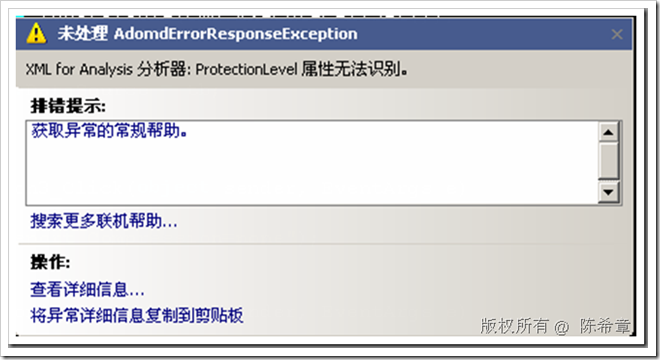 未处理 AdomdErrorResponseException
XML for Analysis 分析器: ProtectionLevel 属性无法识别。
排错提示:
获取异常的常规帮助。
搜索更多联机帮助...
操作:
查看详细信息...
将异常详细信息复制到剪贴板
版权所有 @ 陈希章